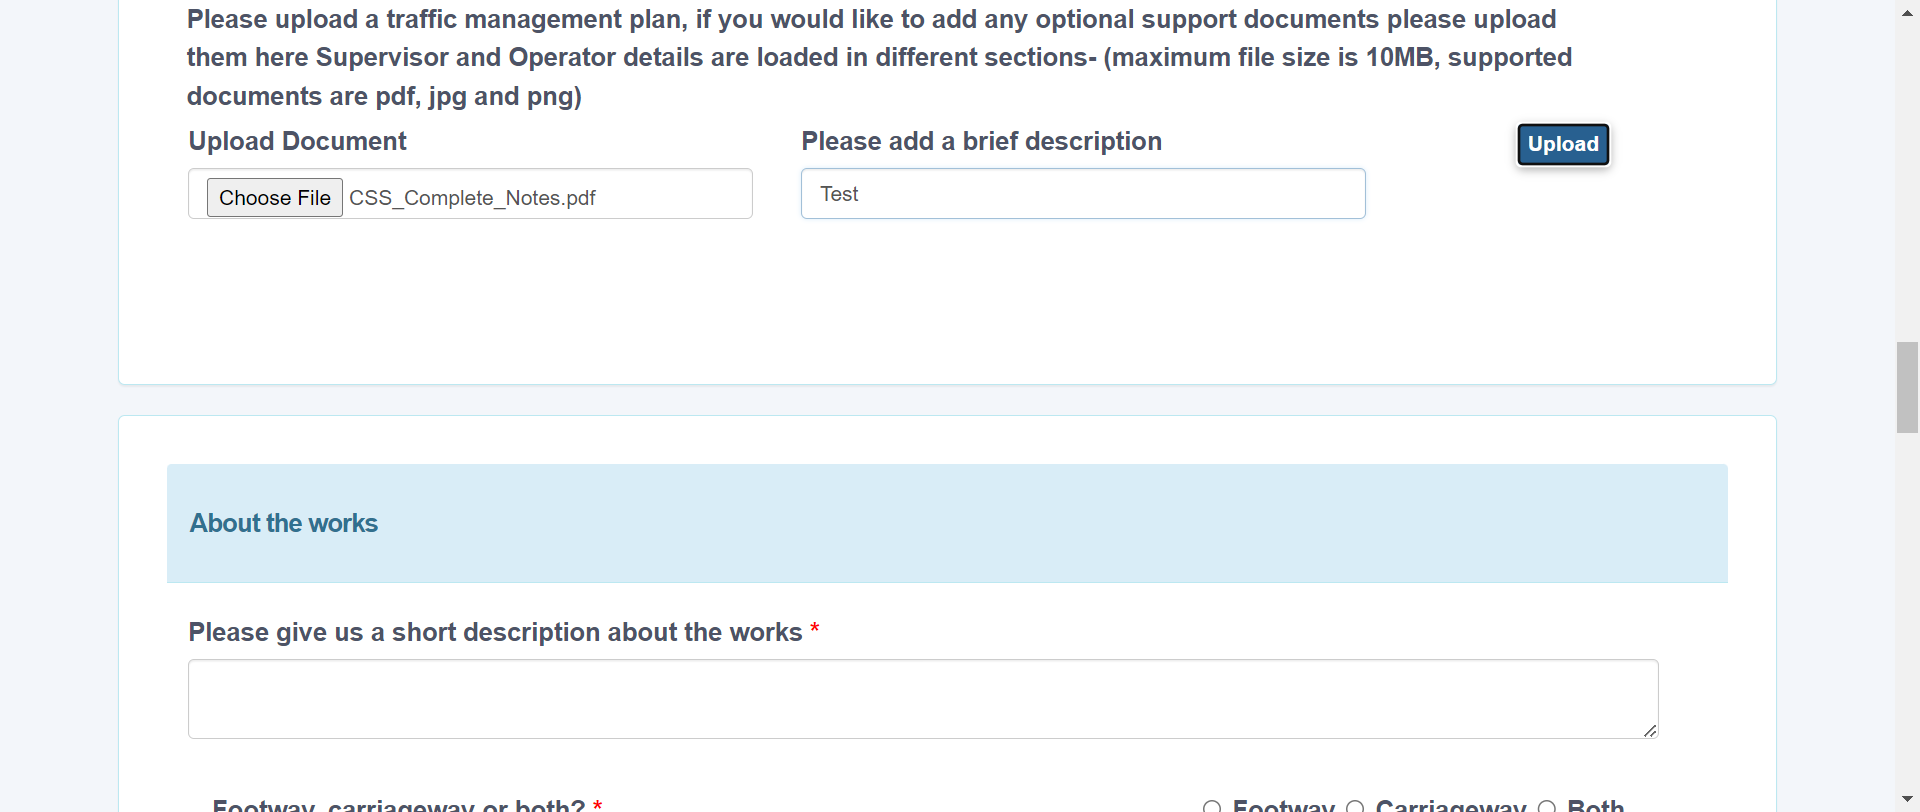 Please upload a traffic management plan, if you would like to add any optional support documents please upload
them here Supervisor and Operator details are loaded in different sections- (maximum file size is 10MB, supported
documents are pdf, jpg and png)
Upload Document
Please add a brief description
Upload
Choose File CSS_Complete_Notes.pdf
Test
About the works
Please give us a short description about the works *
Footway, carriageway or both? *
Footway Carriageway Both